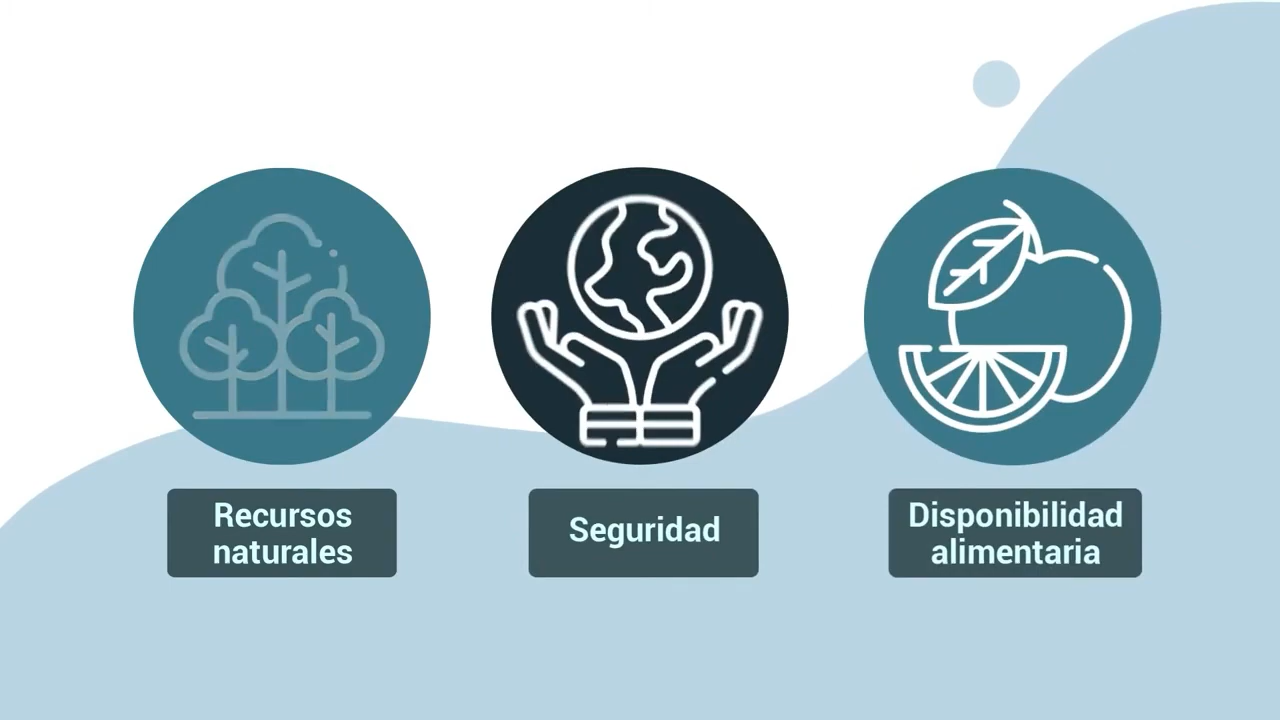 Recursos
naturales
Seguridad
Disponibilidad
alimentaria